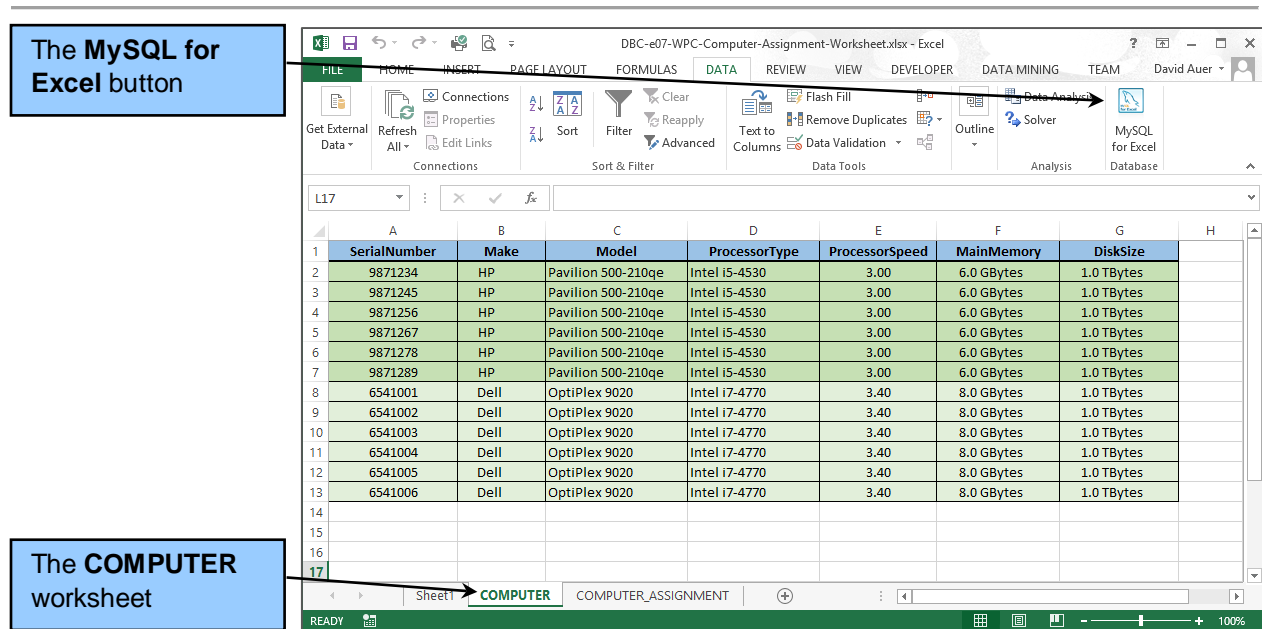 The MySQL for
Excel button
DBC-e07-WPC-Computer-Assignment-Worksheet.xlsx - Excel
?
FILE HOME INSERT PAGE LAYOUT FORMULAS DATA REVIEW VIEW DEVELOPER DATA MINING TEAM David Auer
Get External
Data
Refresh
All
Connections
Properties
Edit Links
Connections
Sort
Filter
Clear
Reapply
Advanced
Sort & Filter
Text to
Columns
Flash Fill
Remove Duplicates
Data Validation
Data Tools
Outline
Data Analysis
Solver
Analysis
MySQL
for Excel
Database
L17 fx
A B C D E F G H
1 SerialNumber Make Model ProcessorType ProcessorSpeed MainMemory DiskSize
2 9871234 HP Pavilion 500-210qe Intel i5-4530 3.00 6.0 GBytes 1.0 TBytes
3 9871245 HP Pavilion 500-210qe Intel i5-4530 3.00 6.0 GBytes 1.0 TBytes
4 9871256 HP Pavilion 500-210qe Intel i5-4530 3.00 6.0 GBytes 1.0 TBytes
5 9871267 HP Pavilion 500-210qe Intel i5-4530 3.00 6.0 GBytes 1.0 TBytes
6 9871278 HP Pavilion 500-210qe Intel i5-4530 3.00 6.0 GBytes 1.0 TBytes
7 9871289 HP Pavilion 500-210qe Intel i5-4530 3.00 6.0 GBytes 1.0 TBytes
8 6541001 Dell OptiPlex 9020 Intel i7-4770 3.40 8.0 GBytes 1.0 TBytes
9 6541002 Dell OptiPlex 9020 Intel i7-4770 3.40 8.0 GBytes 1.0 TBytes
10 6541003 Dell OptiPlex 9020 Intel i7-4770 3.40 8.0 GBytes 1.0 TBytes
11 6541004 Dell OptiPlex 9020 Intel i7-4770 3.40 8.0 GBytes 1.0 TBytes
12 6541005 Dell OptiPlex 9020 Intel i7-4770 3.40 8.0 GBytes 1.0 TBytes
13 6541006 Dell OptiPlex 9020 Intel i7-4770 3.40 8.0 GBytes 1.0 TBytes
14
15
16
17
The COMPUTER
worksheet
Sheet1 COMPUTER COMPUTER_ASSIGNMENT
READY 100%